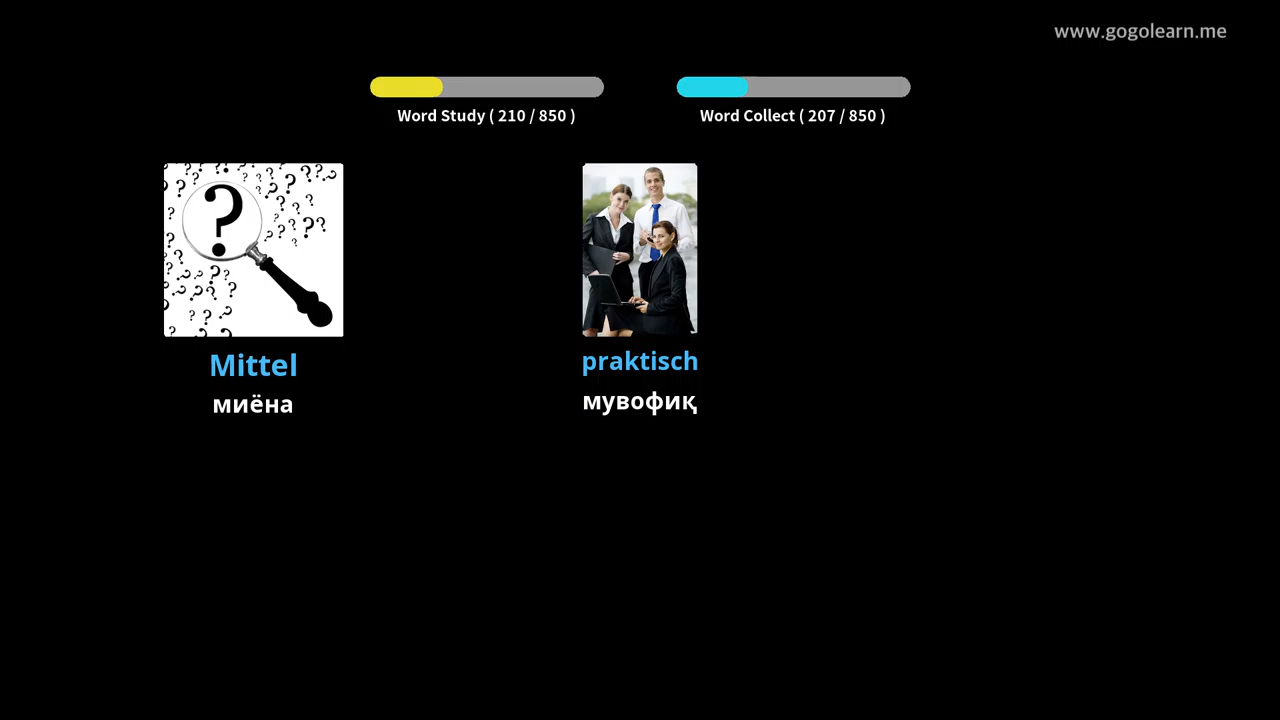 www.gogolearn.me
Word Study ( 210 / 850 )
Word Collect ( 207 / 850 )
Mittel
миёна
praktisch
мувофиқ